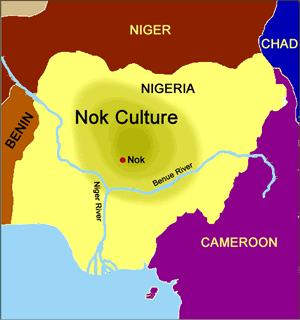 NIGER
CHAD
NIGERIA
Nok Culture
BENIN
Nok
Benue River
Niger River
CAMEROON